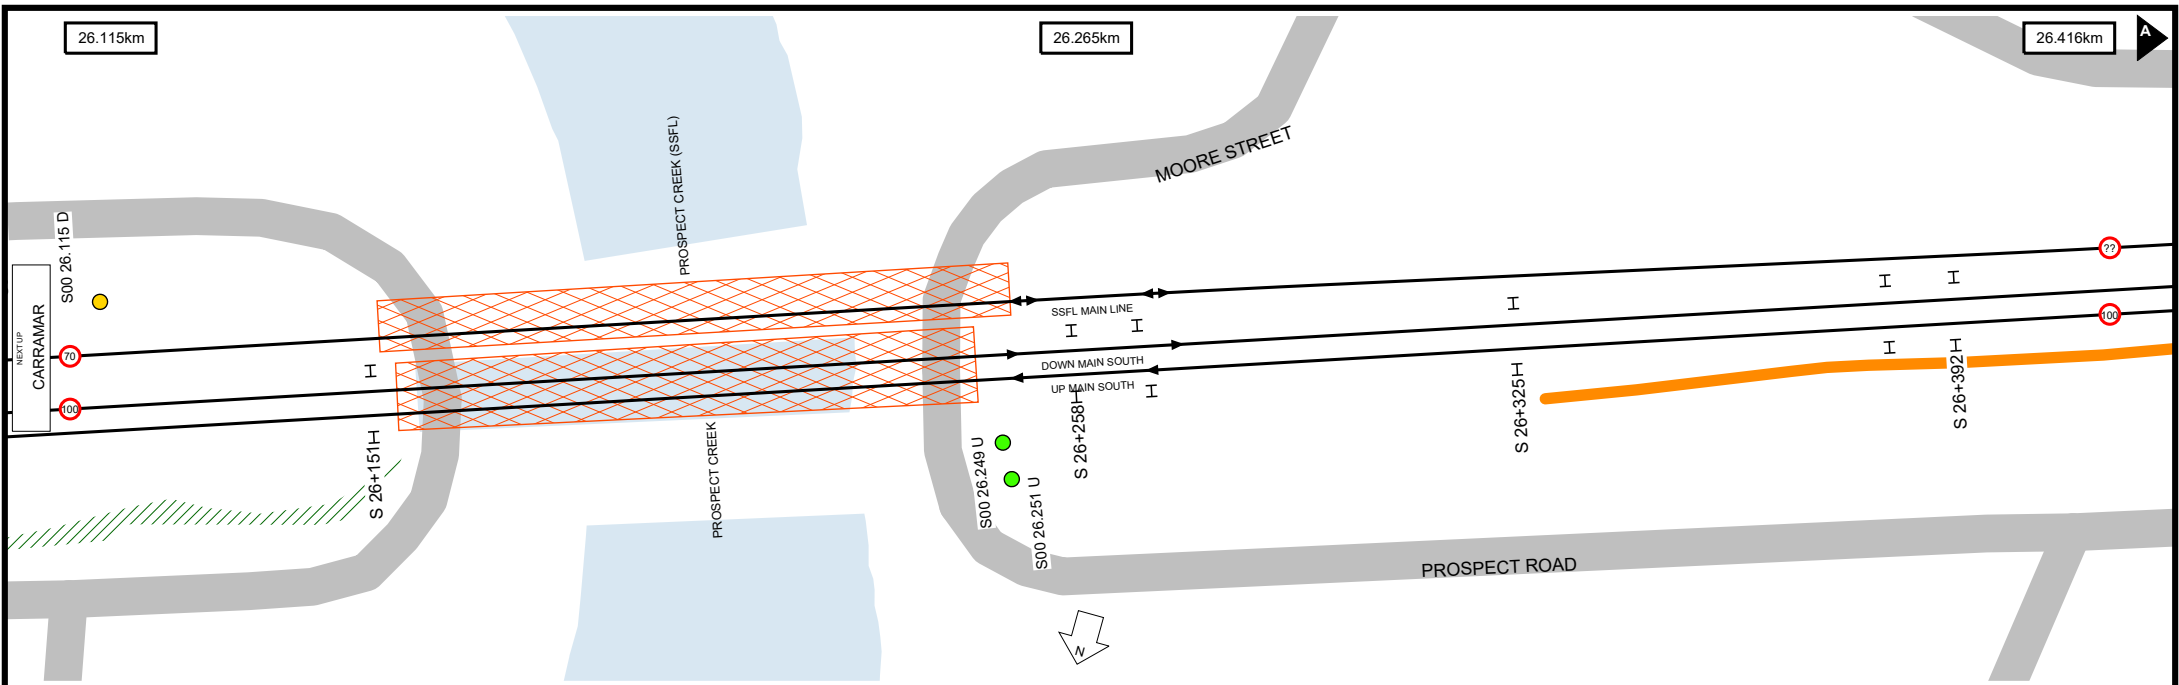 26.115km
26.265km
26.416km
A
PROSPECT CREEK (SSFL)
MOORE STREET
S00 26.115 D
NEXT UP
CARRAMAR
70
100
??
100
SSFL MAIN LINE
DOWN MAIN SOUTH
UP MAIN SOUTH
S 26+151
PROSPECT CREEK
S00 26.249 U
S00 26.251 U
S 26+258
S 26+325
S 26+392
PROSPECT ROAD
N